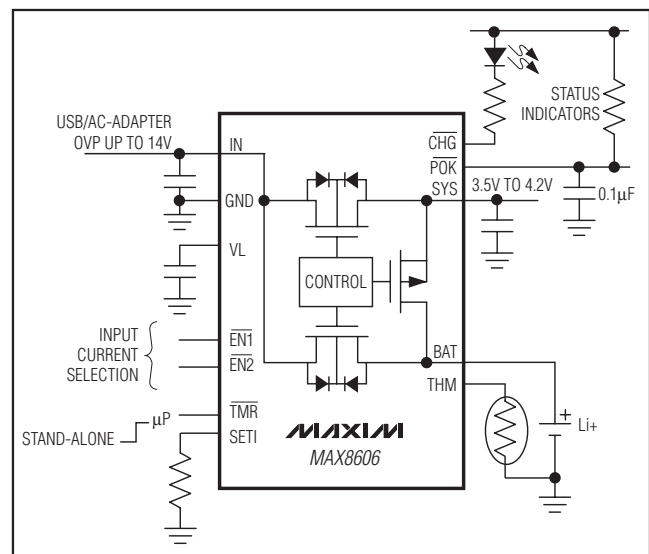 USB/AC-ADAPTER
OVP UP TO 14V
IN
GND
VL
INPUT
CURRENT
SELECTION
EN1
EN2
STAND-ALONE
µP
TMR
SETI
CONTROL
MAXIM
MAX8606
CHG
POK
SYS
BAT
THM
STATUS
INDICATORS
3.5V TO 4.2V
0.1µF
+
Li+